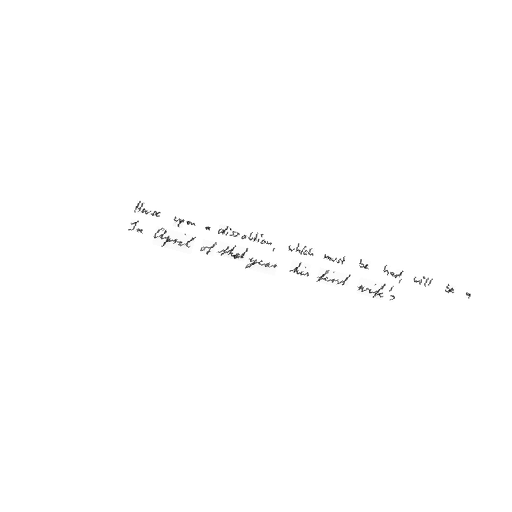 House upon a dissolution, which must be had, will be a
In April of that year his first wife's